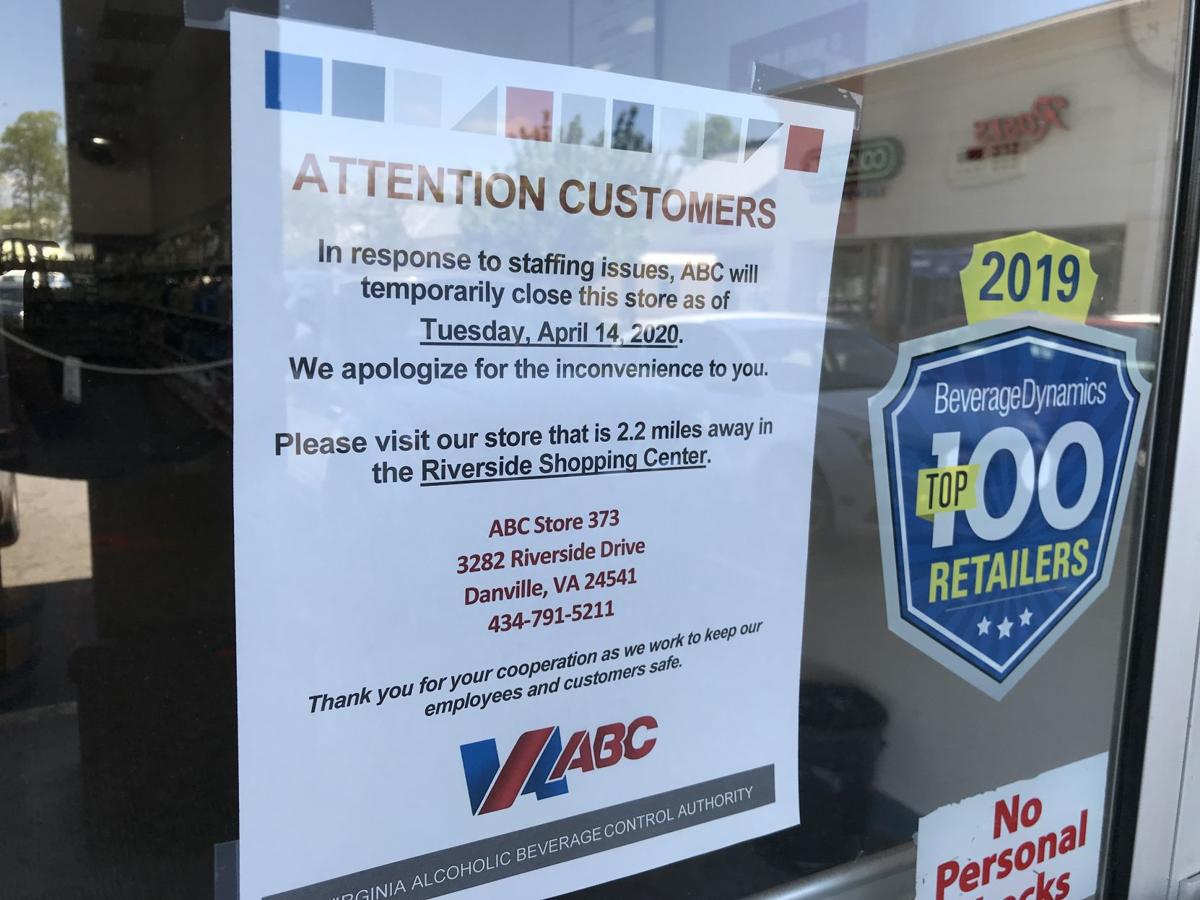 ATTENTION CUSTOMERS
In response to staffing issues, ABC will
temporarily close this store as of
Tuesday, April 14, 2020.
We apologize for the inconvenience to you.
Please visit our store that is 2.2 miles away in
the Riverside Shopping Center.
ABC Store 373
3282 Riverside Drive
Danville, VA 24541
434-791-5211
Thank you for your cooperation as we work to keep our
employees and customers safe.
VA ABC
VIRGINIA ALCOHOLIC BEVERAGE CONTROL AUTHORITY
2019
BeverageDynamics
TOP 100
RETAILERS
No
Personal